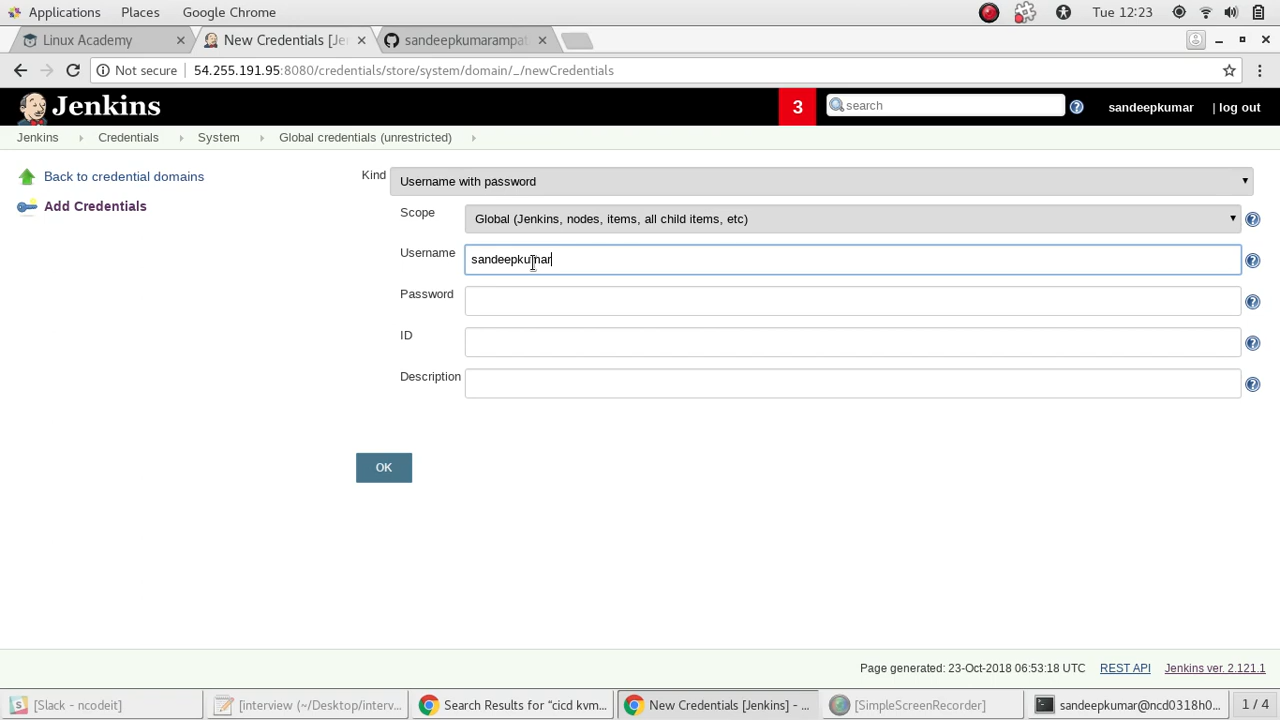 Applications Places Google Chrome Tue 12:23
Linux Academy New Credentials [Je sandeepkumarampat
Not secure 54.255.191.95:8080/credentials/store/system/domain/_/newCredentials
Jenkins 3 search sandeepkumar | log out
Jenkins Credentials System Global credentials (unrestricted)
Back to credential domains
Add Credentials
Kind Username with password
Scope Global (Jenkins, nodes, items, all child items, etc)
Username sandeepkumar
Password
ID
Description
OK
Page generated: 23-Oct-2018 06:53:18 UTC REST API Jenkins ver. 2.121.1
[Slack - ncodeit] [interview (~/Desktop/interv... Search Results for "cicd kvm... New Credentials [Jenkins] - ... [SimpleScreenRecorder] sandeepkumar@ncd0318h0... 1 / 4